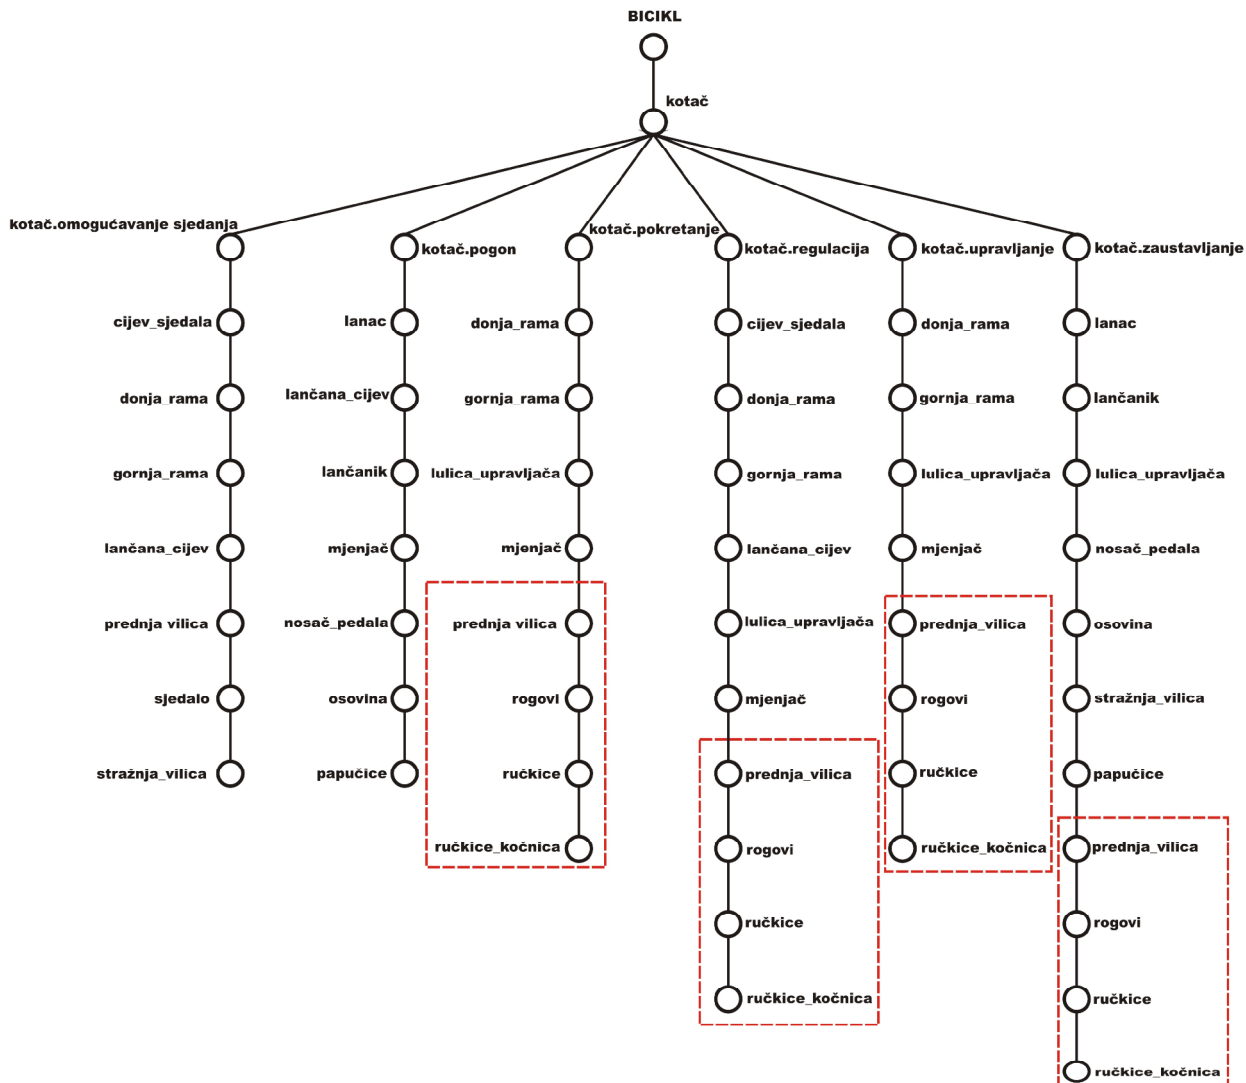 BICIKL
kotač
kotač.omogućavanje sjedanja
cijev_sjedala
donja_rama
gornja_rama
lančana_cijev
prednja vilica
sjedalo
stražnja_vilica
kotač.pogon
lanac
lančana_cijev
lančanik
mjenjač
nosač_pedala
osovina
papučice
kotač.pokretanje
donja_rama
gornja_rama
lulica_upravljača
mjenjač
prednja vilica
rogovi
ručkice
ručkice_kočnica
kotač.regulacija
cijev_sjedala
donja_rama
gornja_rama
lančana_cijev
lulica_upravljača
mjenjač
prednja_vilica
rogovi
ručkice
ručkice_kočnica
kotač.upravljanje
donja_rama
gornja_rama
lulica_upravljača
mjenjač
prednja_vilica
rogovi
ručkice
ručkice_kočnica
kotač.zaustavljanje
lanac
lančanik
lulica_upravljača
nosač_pedala
osovina
stražnja_vilica
papučice
prednja_vilica
rogovi
ručkice
ručkice_kočnica